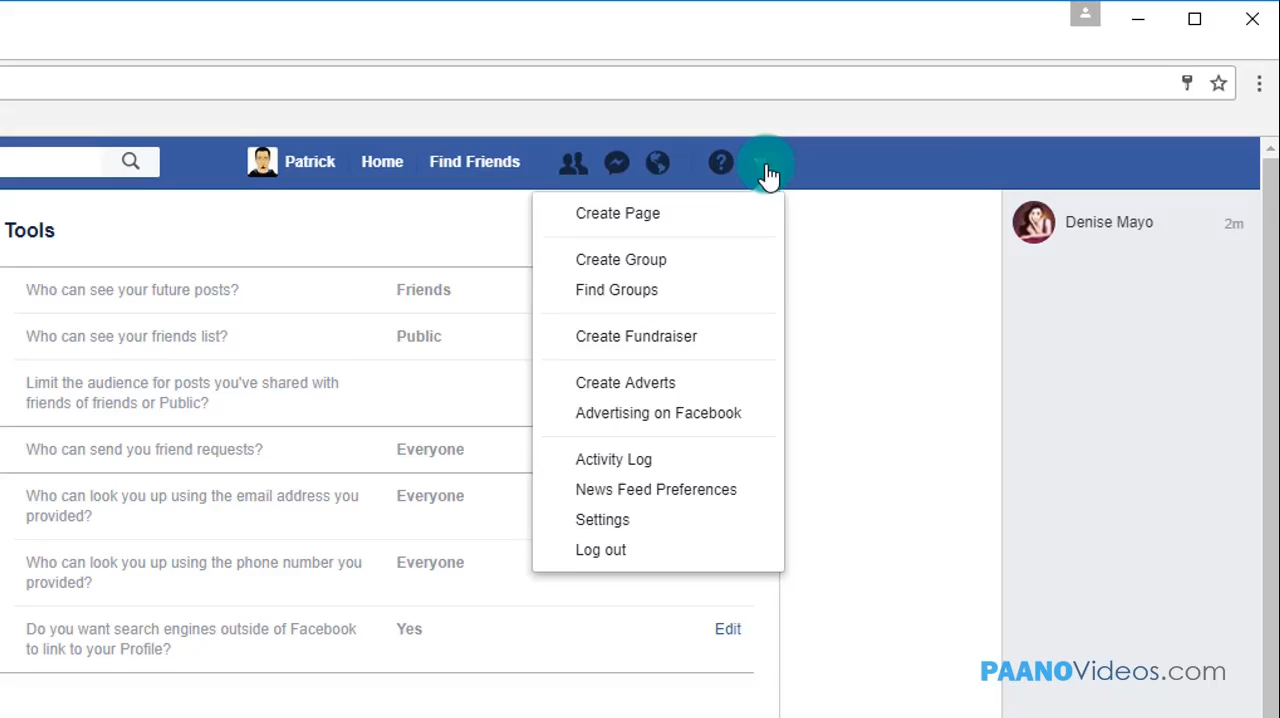 Patrick
Home
Find Friends
Create Page
Create Group
Find Groups
Create Fundraiser
Create Adverts
Advertising on Facebook
Activity Log
News Feed Preferences
Settings
Log out
Denise Mayo 2m
Tools
Who can see your future posts? Friends
Who can see your friends list? Public
Limit the audience for posts you've shared with
friends of friends or Public?
Who can send you friend requests? Everyone
Who can look you up using the email address you Everyone
provided?
Who can look you up using the phone number you Everyone
provided?
Do you want search engines outside of Facebook Yes Edit
to link to your Profile?
PAANOVideos.com